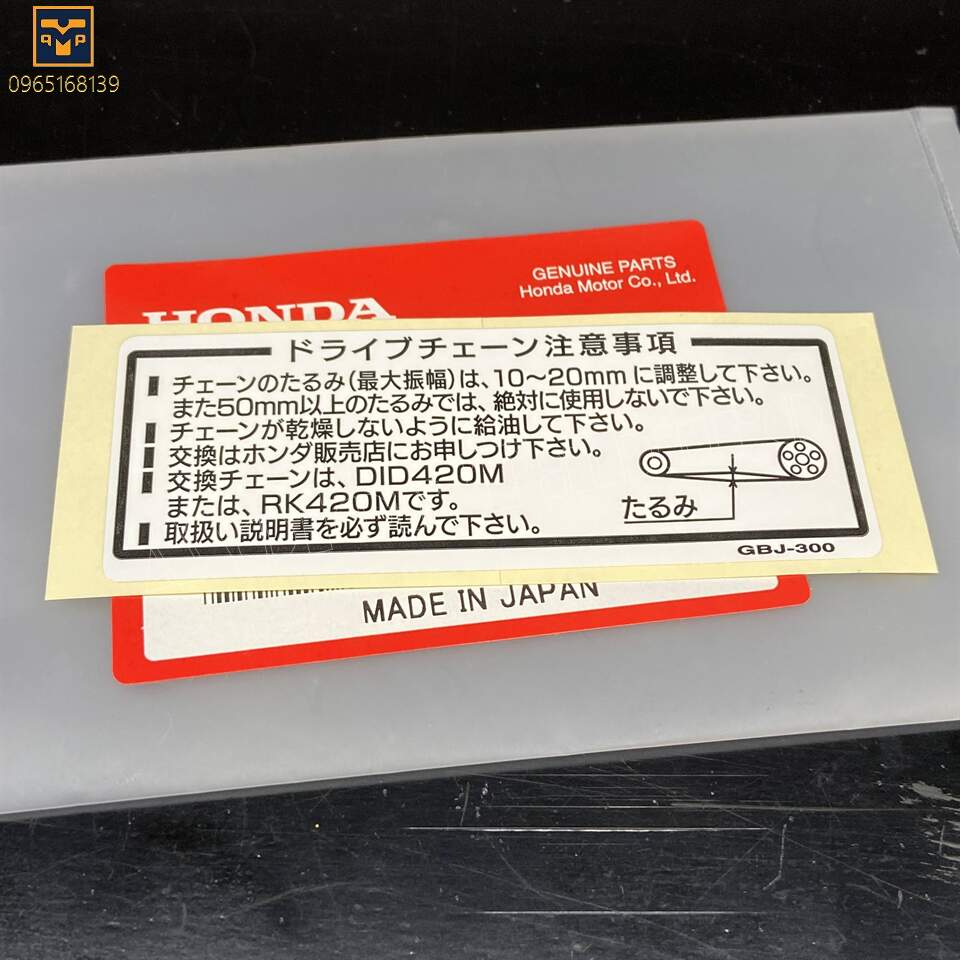 0965168139
GENUINE PARTS
Honda Motor Co., Ltd.
HONDA
ドライブチェーン注意事項
チェーンのたるみ(最大振幅)は、10~20mmに調整して下さい。
また50mm以上のたるみでは、絶対に使用しないで下さい。
チェーンが乾燥しないように給油して下さい。
交換はホンダ販売店にお申しつけ下さい。
交換チェーンは、DID420M
または、RK420Mです。
たるみ
取扱い説明書を必ず読んで下さい。
GBJ-300
MADE IN JAPAN